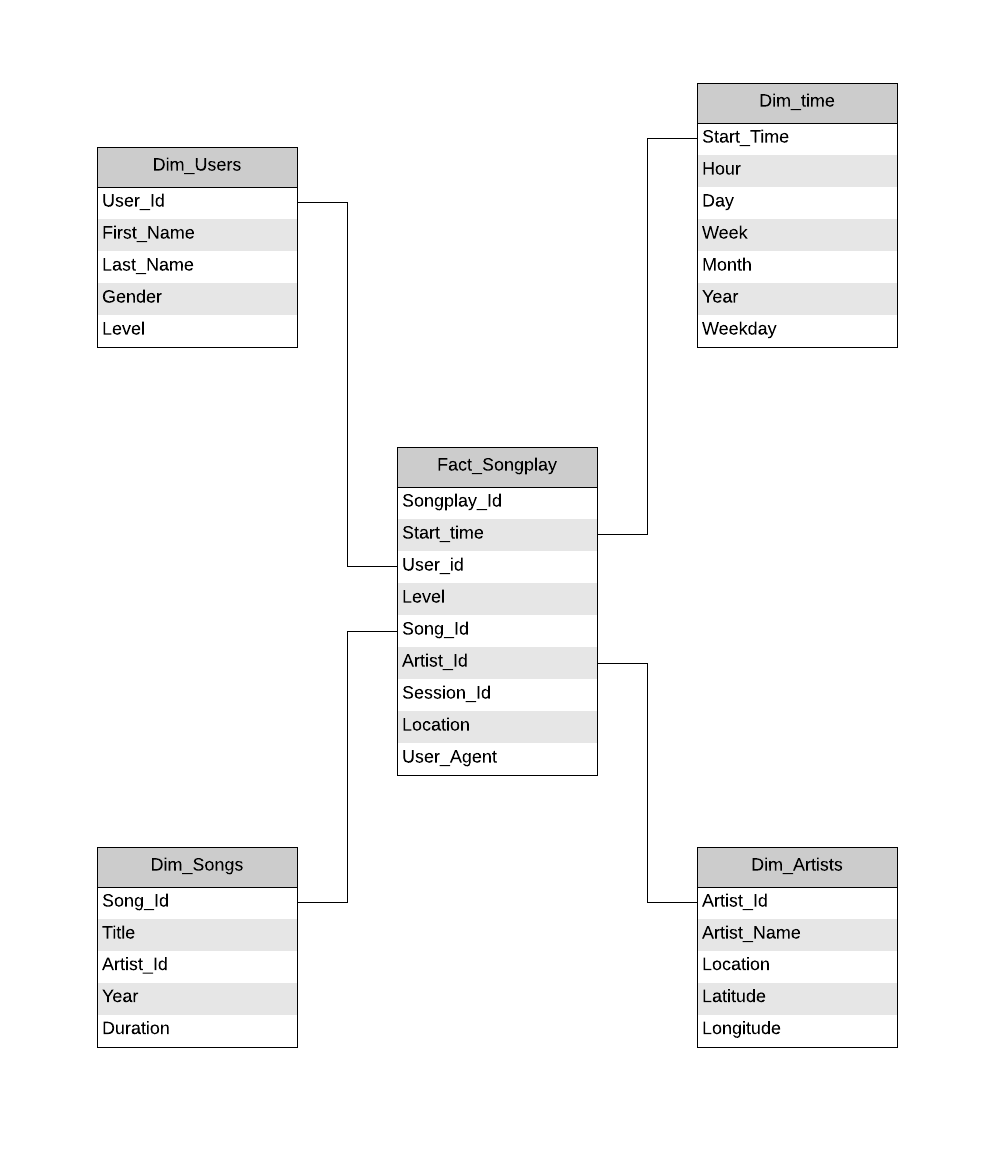 Dim_time
Start_Time
Hour
Day
Week
Month
Year
Weekday
Dim_Users
User_Id
First_Name
Last_Name
Gender
Level
Fact_Songplay
Songplay_Id
Start_time
User_id
Level
Song_Id
Artist_Id
Session_Id
Location
User_Agent
Dim_Songs
Song_Id
Title
Artist_Id
Year
Duration
Dim_Artists
Artist_Id
Artist_Name
Location
Latitude
Longitude